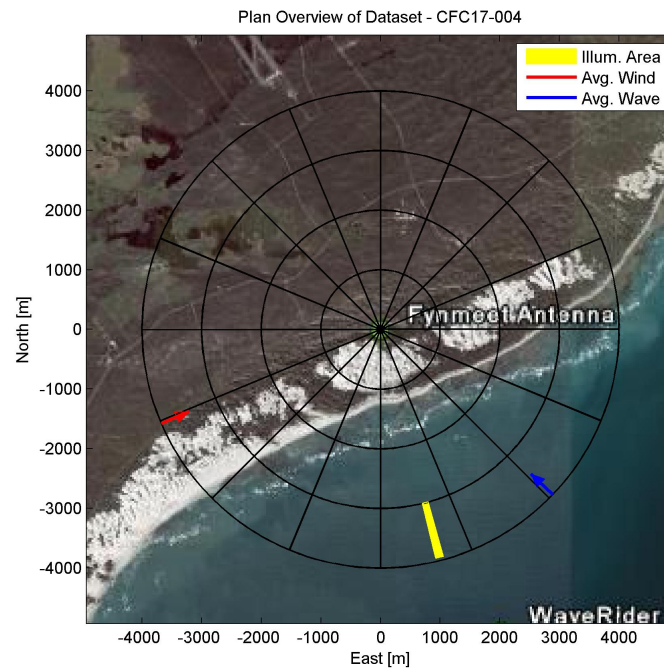 Plan Overview of Dataset - CFC17-004
Illum. Area
Avg. Wind
Avg. Wave
4000
3000
2000
1000
0
-1000
-2000
-3000
-4000
North [m]
Fynmeet Antenna
WaveRider
-4000 -3000 -2000 -1000 0 1000 2000 3000 4000
East [m]